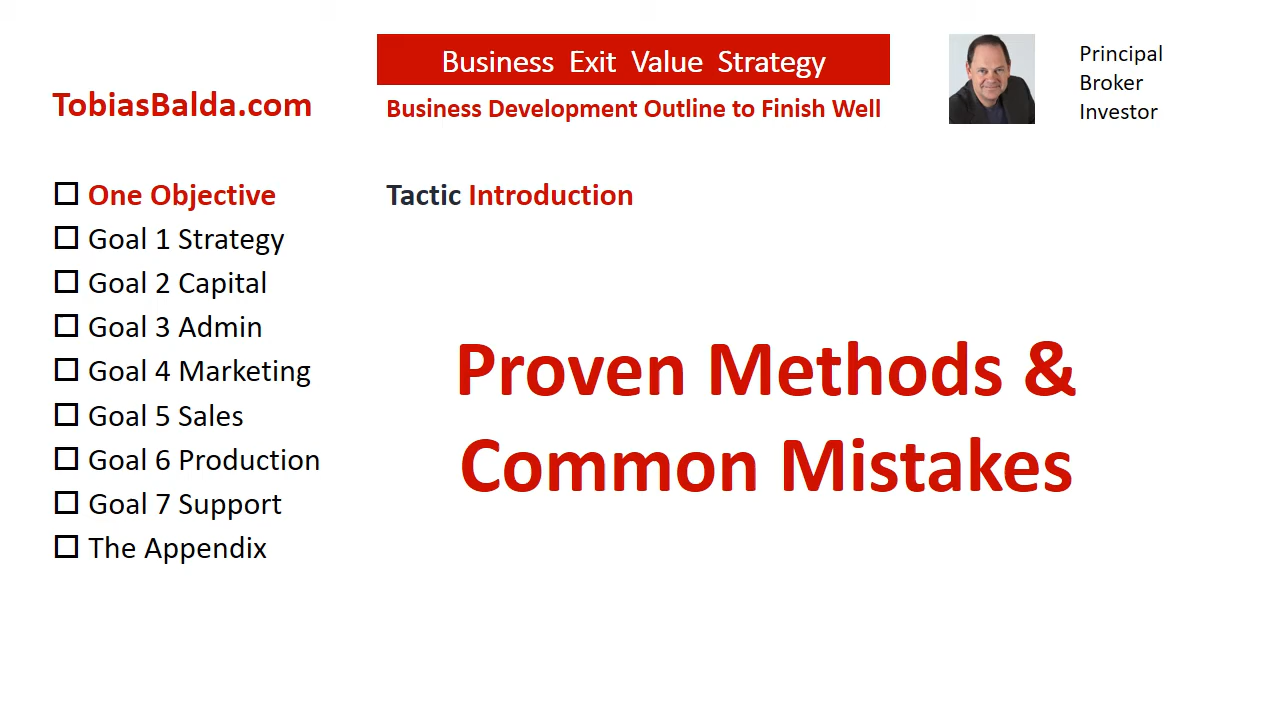 Business Exit Value Strategy
Principal
Broker
Investor
TobiasBalda.com
Business Development Outline to Finish Well
One Objective
Goal 1 Strategy
Goal 2 Capital
Goal 3 Admin
Goal 4 Marketing
Goal 5 Sales
Goal 6 Production
Goal 7 Support
The Appendix
Tactic Introduction
Proven Methods &
Common Mistakes